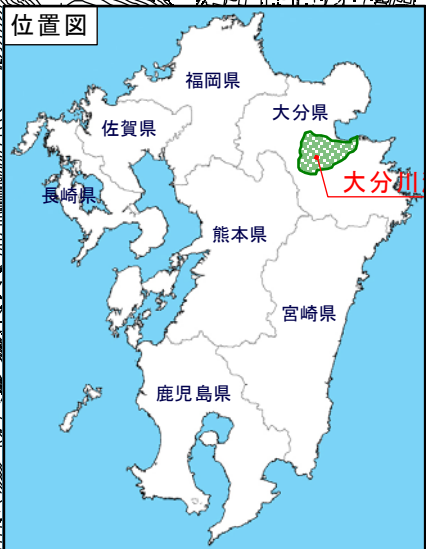 位置図
福岡県
大分県
佐賀県
大分川
長崎県
熊本県
宮崎県
鹿児島県